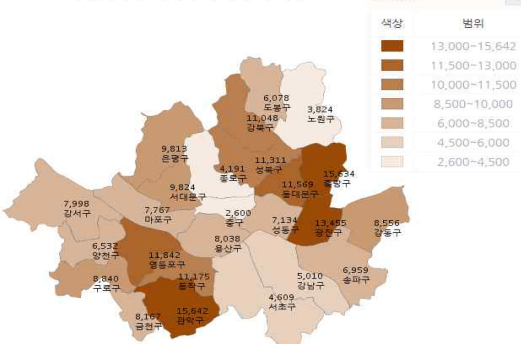 색상 범위
13,000~15,642
11,500~13,000
10,000~11,500
8,500~10,000
6,000~8,500
4,500~6,000
2,600~4,500
6,078
도봉구
3,824
노원구
11,048
강북구
9,813
은평구
4,191
종로구
11,311
성북구
15,634
중랑구
9,824
서대문구
11,569
동대문구
7,998
강서구
7,767
마포구
2,600
중구
7,134
성동구
13,455
광진구
8,556
강동구
6,532
양천구
8,038
용산구
11,842
영등포구
8,840
구로구
11,175
동작구
5,010
강남구
6,959
송파구
4,609
서초구
8,167
금천구
15,642
관악구